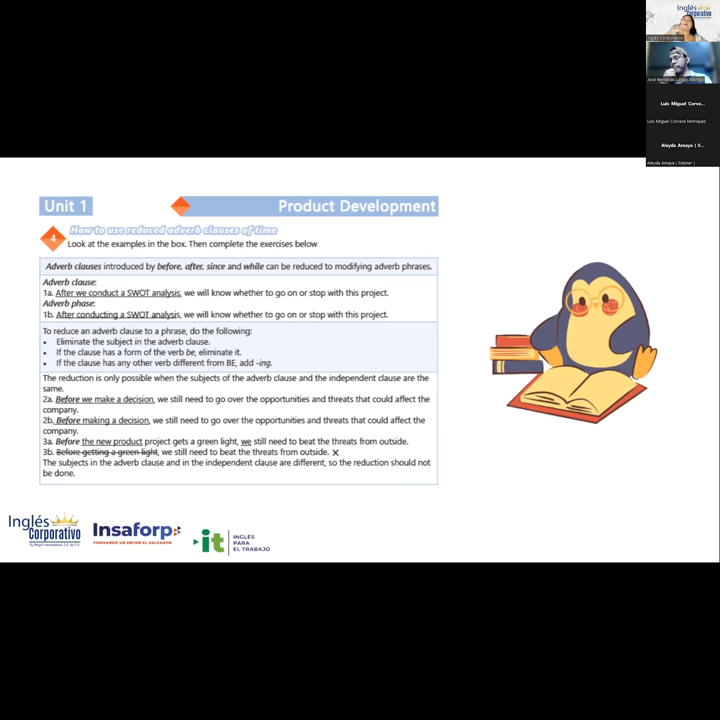 Inglés
Corporativo
Inglés Corporativo
José Bernardo López
Luis Miguel Corve...
Luis Miguel Corvera henriquez
Aleyda Amaya ( li...
Aleyda Amaya ( listener )
Unit 1
Product Development
How to use reduced adverb clauses of time
4
Look at the examples in the box. Then complete the exercises below
Adverb clauses introduced by before, after, since and while can be reduced to modifying adverb phrases.
Adverb clause:
1a. After we conduct a SWOT analysis, we will know whether to go on or stop with this project.
Adverb phase:
1b. After conducting a SWOT analysis, we will know whether to go on or stop with this project.
To reduce an adverb clause to a phrase, do the following:
• Eliminate the subject in the adverb clause.
• If the clause has a form of the verb be, eliminate it.
• If the clause has any other verb different from BE, add -ing.
The reduction is only possible when the subjects of the adverb clause and the independent clause are the
same.
2a. Before we make a decision, we still need to go over the opportunities and threats that could affect the
company.
2b. Before making a decision, we still need to go over the opportunities and threats that could affect the
company.
3a. Before the new product project gets a green light, we still need to beat the threats from outside.
3b. Before getting a green light, we still need to beat the threats from outside. X
The subjects in the adverb clause and in the independent clause are different, so the reduction should not
be done.
Inglés
Corporativo
Insaforp
FORMANDO UN MEJOR EL SALVADOR
it
INGLÉS
PARA
EL TRABAJO